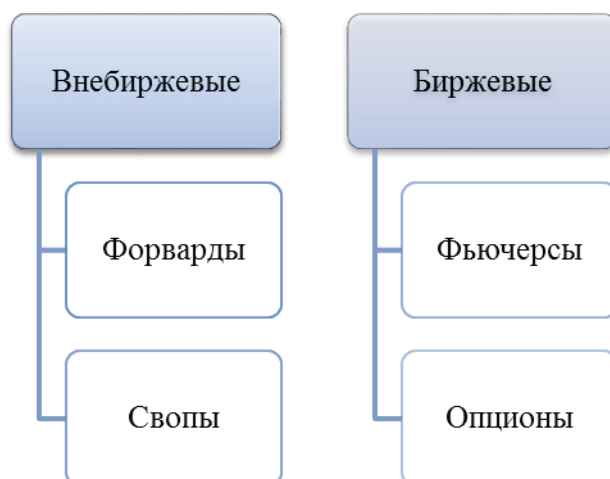 Внебиржевые
Форварды
Свопы
Биржевые
Фьючерсы
Опционы